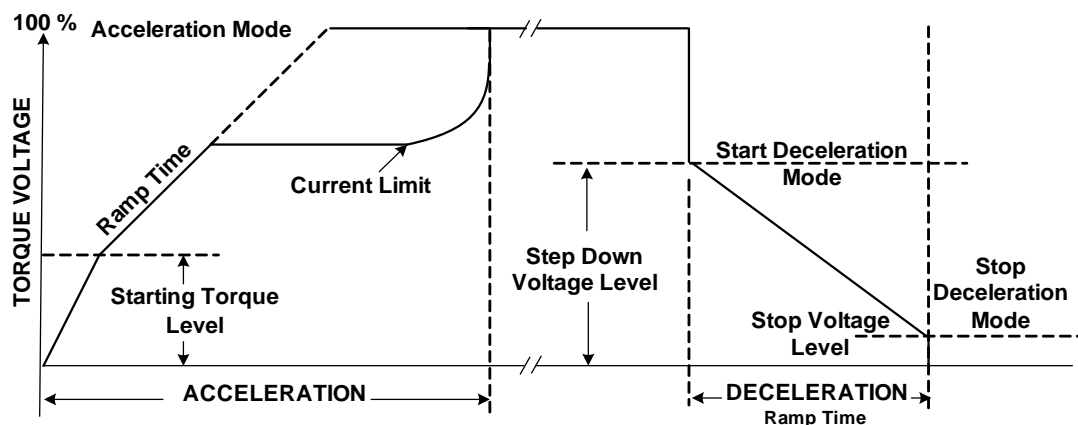 100 %
Acceleration Mode
TORQUE VOLTAGE
Ramp Time
Current Limit
Starting Torque
Level
ACCELERATION
Start Deceleration
Mode
Step Down
Voltage Level
Stop Voltage
Level
Stop
Deceleration
Mode
DECELERATION
Ramp Time